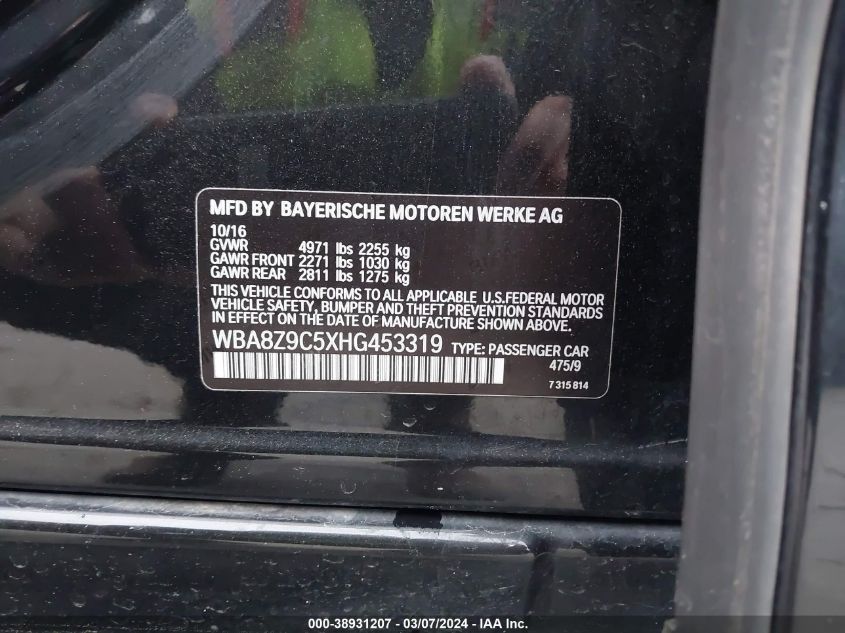 MFD BY BAYERISCHE MOTOREN WERKE AG
10/16
GVWR 4971 lbs 2255 kg
GAWR FRONT 2271 lbs 1030 kg
GAWR REAR 2811 lbs 1275 kg
THIS VEHICLE CONFORMS TO ALL APPLICABLE U.S.FEDERAL MOTOR
VEHICLE SAFETY, BUMPER AND THEFT PREVENTION STANDARDS
IN EFFECT ON THE DATE OF MANUFACTURE SHOWN ABOVE.
WBA8Z9C5XHG453319 TYPE: PASSENGER CAR
475/9
7 315 814
000-38931207 - 03/07/2024 - IAA Inc.